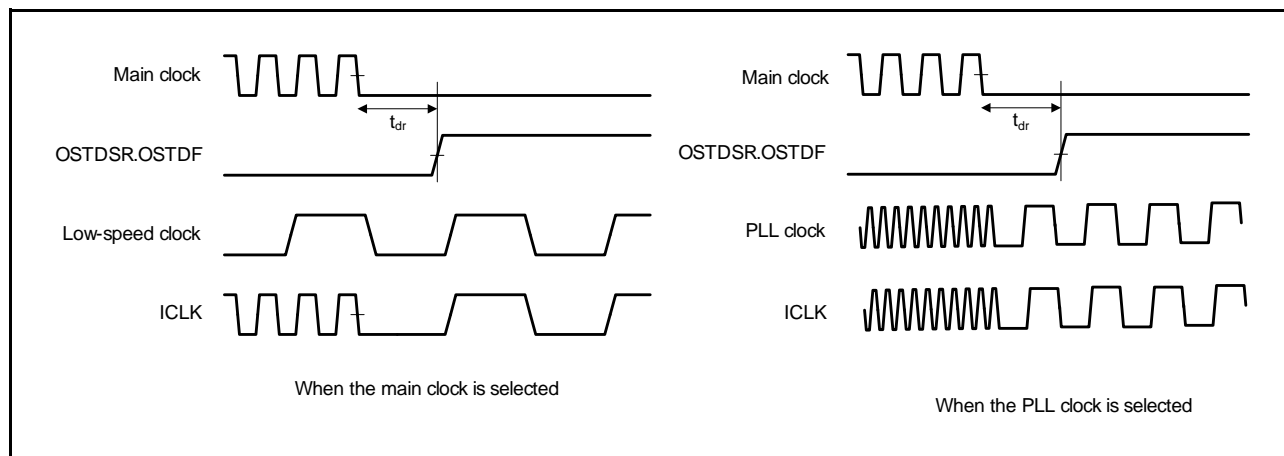 Main clock
t_dr
OSTDSR.OSTDF
Low-speed clock
ICLK
When the main clock is selected
Main clock
t_dr
OSTDSR.OSTDF
PLL clock
ICLK
When the PLL clock is selected